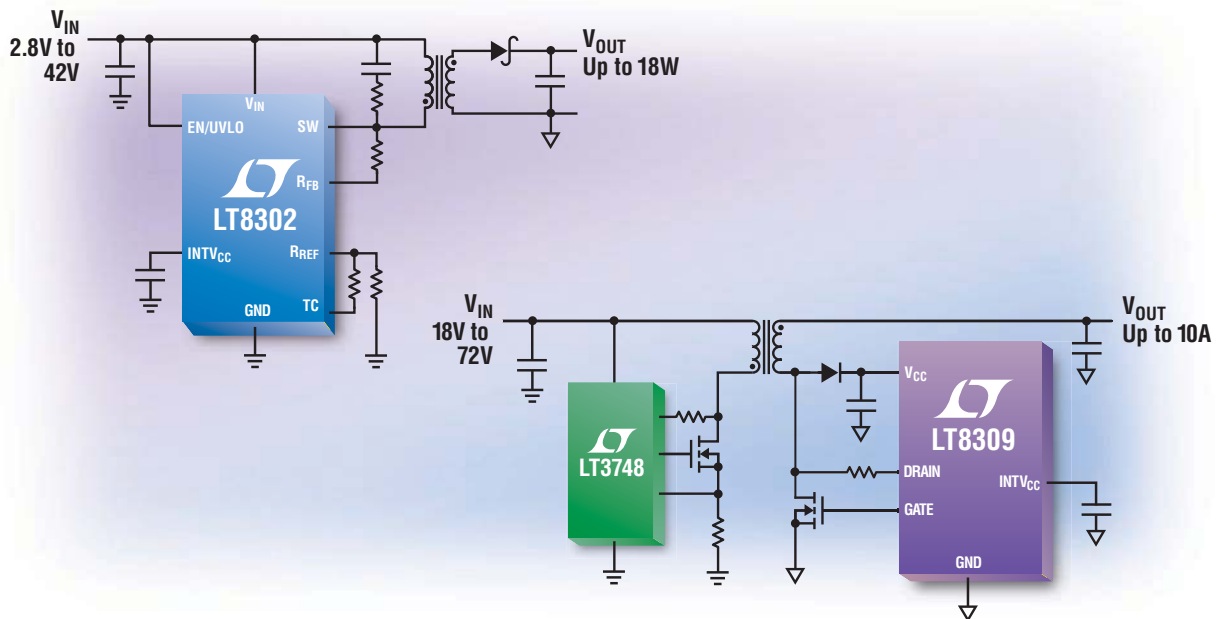 VIN
2.8V to
42V
VOUT
Up to 18W
VIN
EN/UVLO
SW
RFB
LT8302
INTVCC
RREF
TC
GND
VIN
18V to
72V
VOUT
Up to 10A
LT3748
VCC
LT8309
DRAIN
INTVCC
GATE
GND